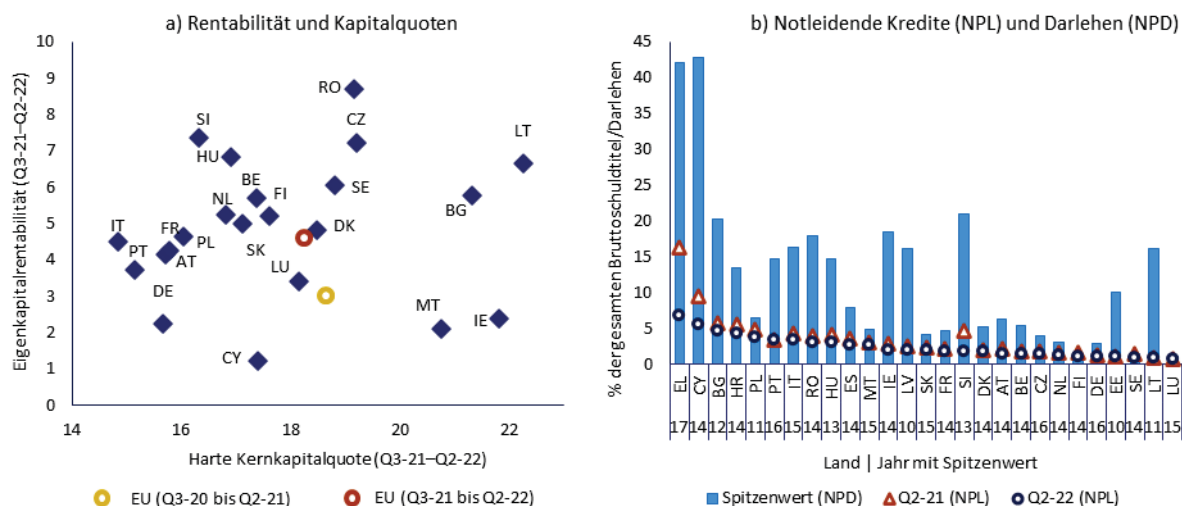 a) Rentabilität und Kapitalquoten
Eigenkapitalrentabilität (Q3-21–Q2-22)
10
9
8
7
6
5
4
3
2
1
0
RO
CZ
LT
SI
HU
BE
FI
SE
BG
NL
IT
FR
PL
SK
DK
PT
AT
LU
DE
MT
IE
CY
14 16 18 20 22
Harte Kernkapitalquote (Q3-21–Q2-22)
EU (Q3-20 bis Q2-21) EU (Q3-21 bis Q2-22)
b) Notleidende Kredite (NPL) und Darlehen (NPD)
% dergesamten Bruttoschuldtitel/Darlehen
45
40
35
30
25
20
15
10
5
0
EL CY BG HR PL PT IT RO HU ES MT IE LV SK FR SI DK AT BE CZ NL FI DE EE SE LT LU
17 14 12 14 11 16 15 14 13 14 15 14 10 15 14 13 14 14 14 16 14 14 16 10 14 11 15
Land | Jahr mit Spitzenwert
Spitzenwert (NPD) Q2-21 (NPL) Q2-22 (NPL)